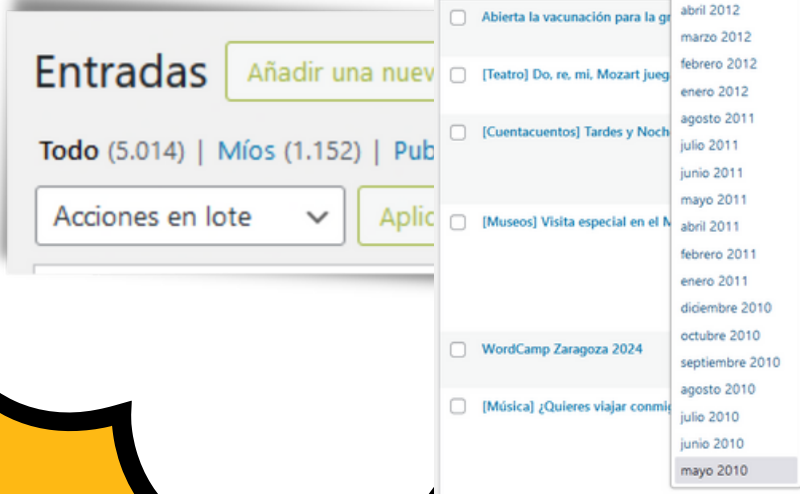 Entradas
Añadir una nuev
Todo (5.014) | Míos (1.152) | Pub
Acciones en lote
Aplic
Abierta la vacunación para la gr
[Teatro] Do, re, mi, Mozart jueg
[Cuentacuentos] Tardes y Noch
[Museos] Visita especial en el M
WordCamp Zaragoza 2024
[Música] ¿Quieres viajar conmig
abril 2012
marzo 2012
febrero 2012
enero 2012
agosto 2011
julio 2011
junio 2011
mayo 2011
abril 2011
febrero 2011
enero 2011
diciembre 2010
octubre 2010
septiembre 2010
agosto 2010
julio 2010
junio 2010
mayo 2010